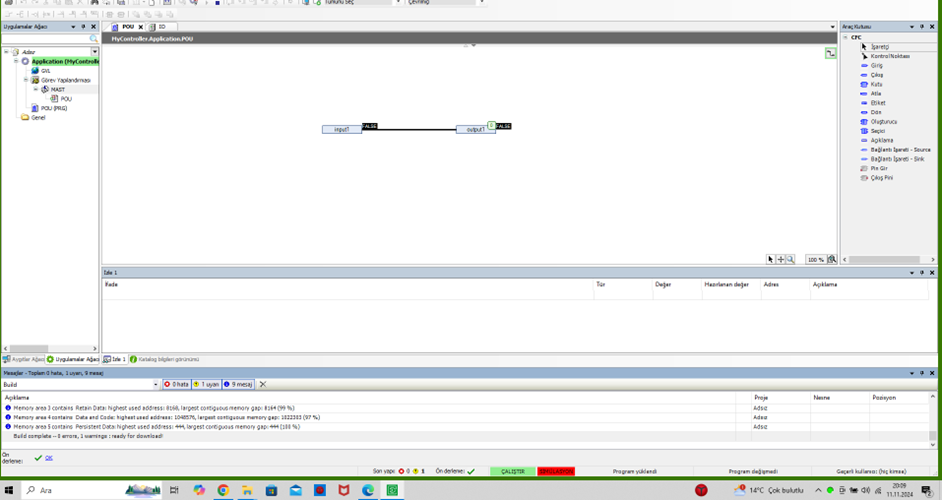 Tümünü Seç
Çevrimiçi
Uygulamalar Ağacı
POU
IO
Araç Kutusu
MyController.Application.POU
Adsız
Application (MyControlle
GVL
Görev Yapılandırması
MAST
POU
POU (PRG)
Genel
input1
FALSE
output1
0
FALSE
CFC
İşaretçi
KontrolNoktası
Giriş
Çıkış
Kutu
Atla
Etiket
Dön
Oluşturucu
Seçici
Açıklama
Bağlantı İşareti - Source
Bağlantı İşareti - Sink
Pin Gir
Çıkış Pini
100 %
İzle 1
İfade
Tür
Değer
Hazırlanan değer
Adres
Açıklama
Aygıtlar Ağacı
Uygulamalar Ağacı
İzle 1
Katalog bilgileri görünümü
Mesajlar - Toplam 0 hata, 1 uyarı, 9 mesaj
Build
0 hata
1 uyarı
9 mesaj
Açıklama
Proje
Nesne
Pozisyon
Memory area 3 contains Retain Data: highest used address: 8168, largest contiguous memory gap: 8164 (99 %)
Adsız
Memory area 4 contains Data and Code: highest used address: 1048576, largest contiguous memory gap: 1022383 (97 %)
Adsız
Memory area 5 contains Persistent Data: highest used address: 444, largest contiguous memory gap: 444 (100 %)
Adsız
Build complete -- 0 errors, 1 warnings : ready for download!
Ön
derleme:
OK
Son yapı: 0 1
Ön derleme:
ÇALIŞTIR
SİMÜLASYON
Program yüklendi
Program değişmedi
Geçerli kullanıcı: (hiç kimse)
Ara
14°C Çok bulutlu
20:09
11.11.2024
2